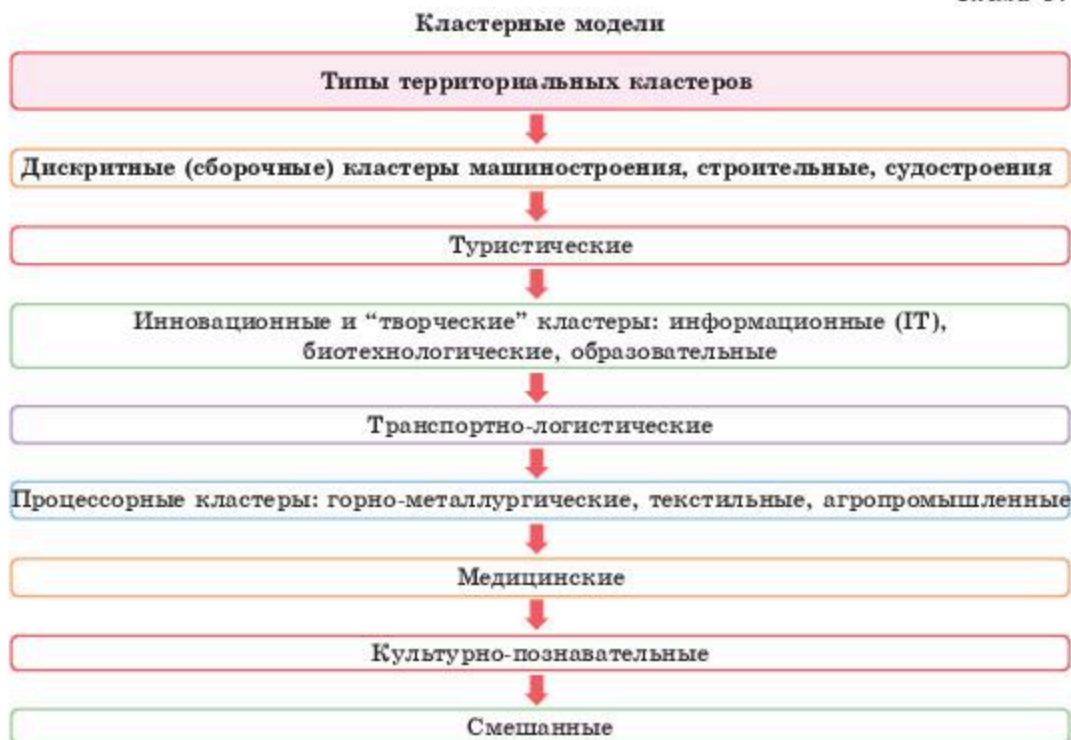 Кластерные модели
Типы территориальных кластеров
Дискритные (сборочные) кластеры машиностроения, строительные, судостроения
Туристические
Инновационные и “творческие” кластеры: информационные (IT),
биотехнологические, образовательные
Транспортно-логистические
Процессорные кластеры: горно-металлургические, текстильные, агропромышленные
Медицинские
Культурно-познавательные
Смешанные